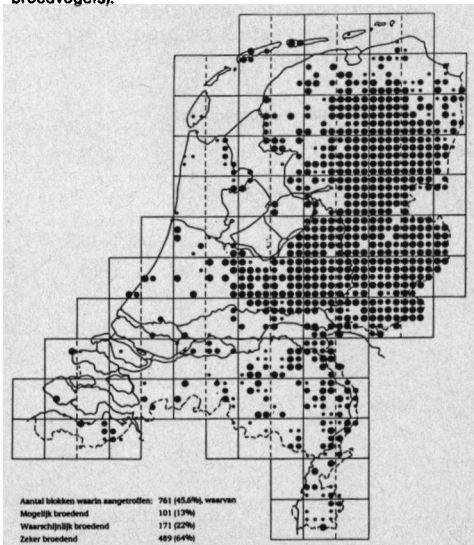 broedvogels).
Aantal blokken waarin aangetroffen: 761 (45,6%), waarvan
Mogelijk broedend 101 (13%)
Waarschijnlijk broedend 171 (22%)
Zeker broedend 489 (64%)